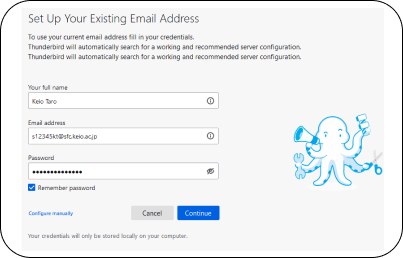 Set Up Your Existing Email Address
To use your current email address fill in your credentials.
Thunderbird will automatically search for a working and recommended server configuration.
Thunderbird will automatically search for a working and recommended server configuration.
Your full name
Keio Taro
Email address
s12345kt@sfc.keio.ac.jp
Password
••••••••••••••
Remember password
Configure manually
Cancel
Continue
Your credentials will only be stored locally on your computer.